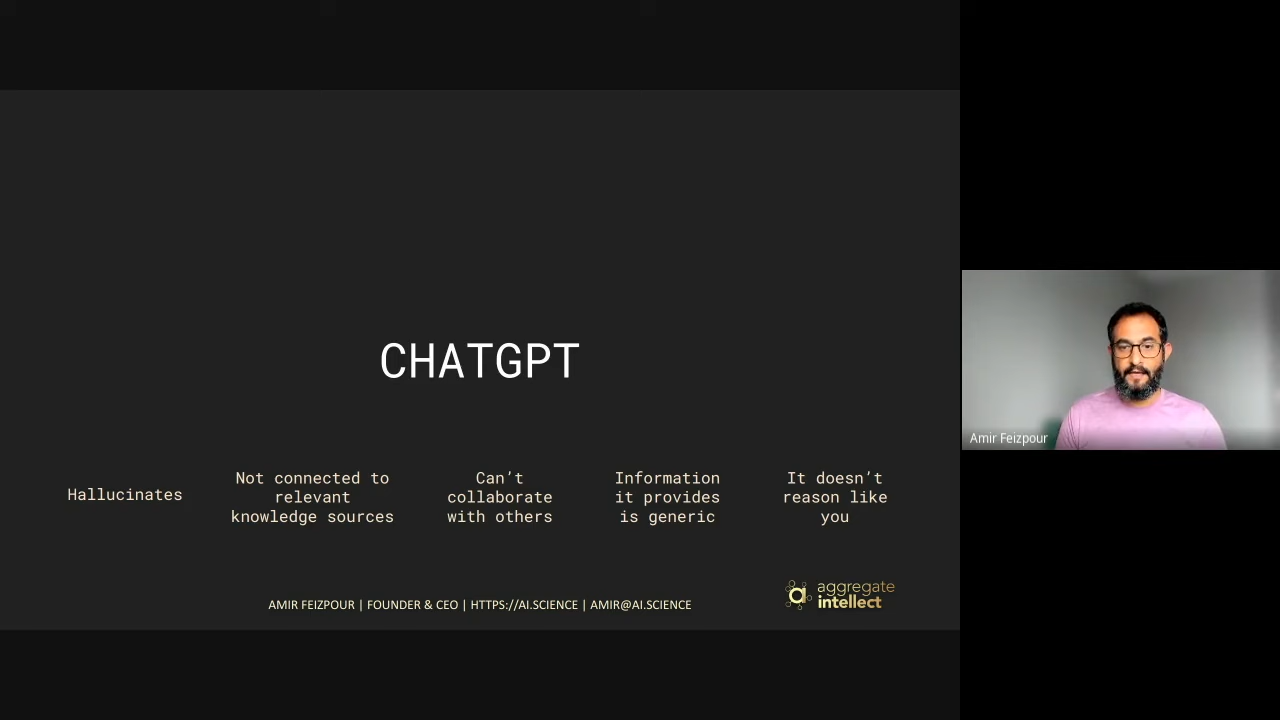 CHATGPT
Hallucinates
Not connected to
relevant
knowledge sources
Can’t
collaborate
with others
Information
it provides
is generic
It doesn’t
reason like
you
AMIR FEIZPOUR | FOUNDER & CEO | HTTPS://AI.SCIENCE | AMIR@AI.SCIENCE
aggregate
intellect
Amir Feizpour